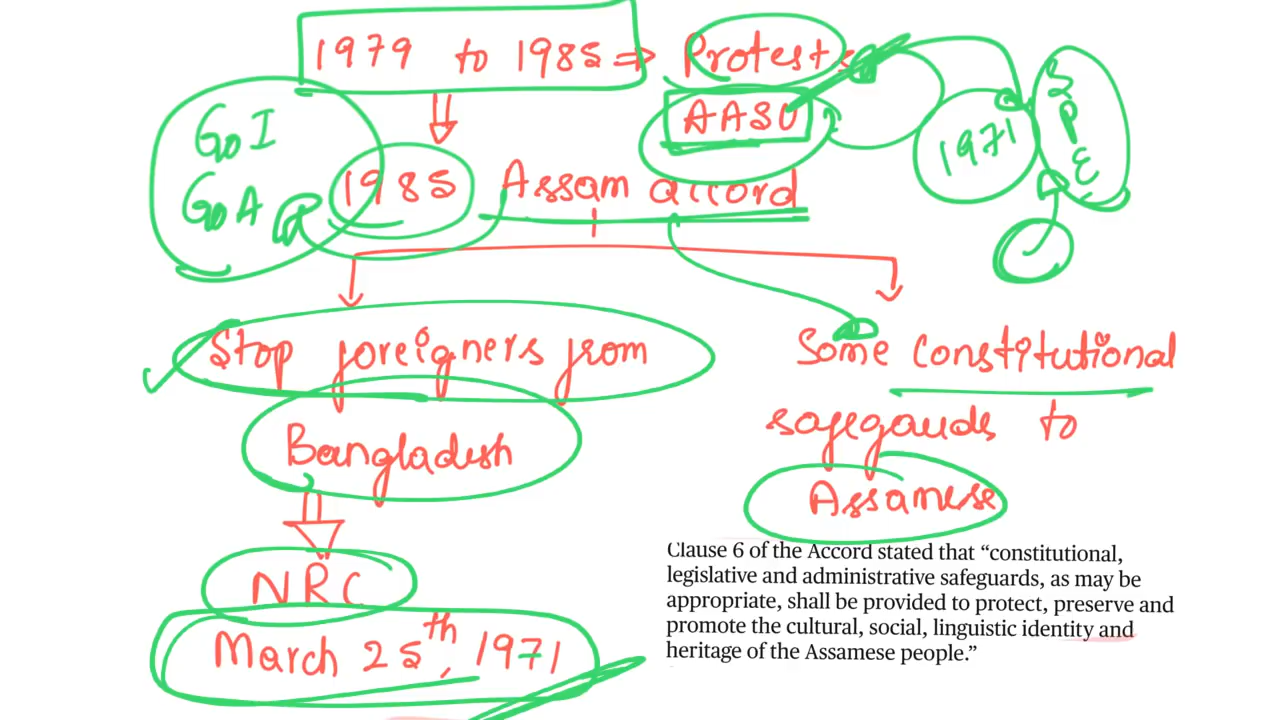 1979 to 1985 ⇒ Protests
AASU
GoI
GoA
1971
S
P
E
1985 Assam accord
Stop foreigners from
Bangladesh
NRC
March 25th, 1971
Some Constitutional
safegauds to
Assamese
Clause 6 of the Accord stated that “constitutional,
legislative and administrative safeguards, as may be
appropriate, shall be provided to protect, preserve and
promote the cultural, social, linguistic identity and
heritage of the Assamese people.”